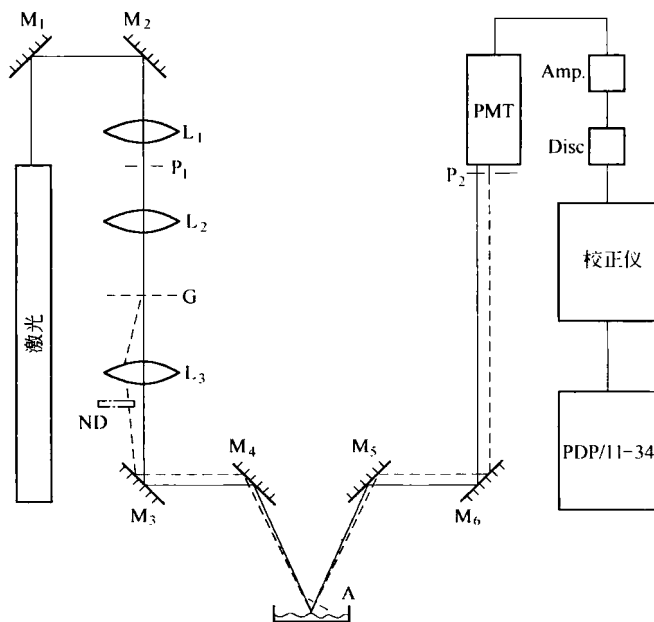 M₁
M₂
L₁
P₁
L₂
G
L₃
ND
M₃
M₄
M₅
M₆
A
激光
PMT
P₂
Amp.
Disc
校正仪
PDP/11-34